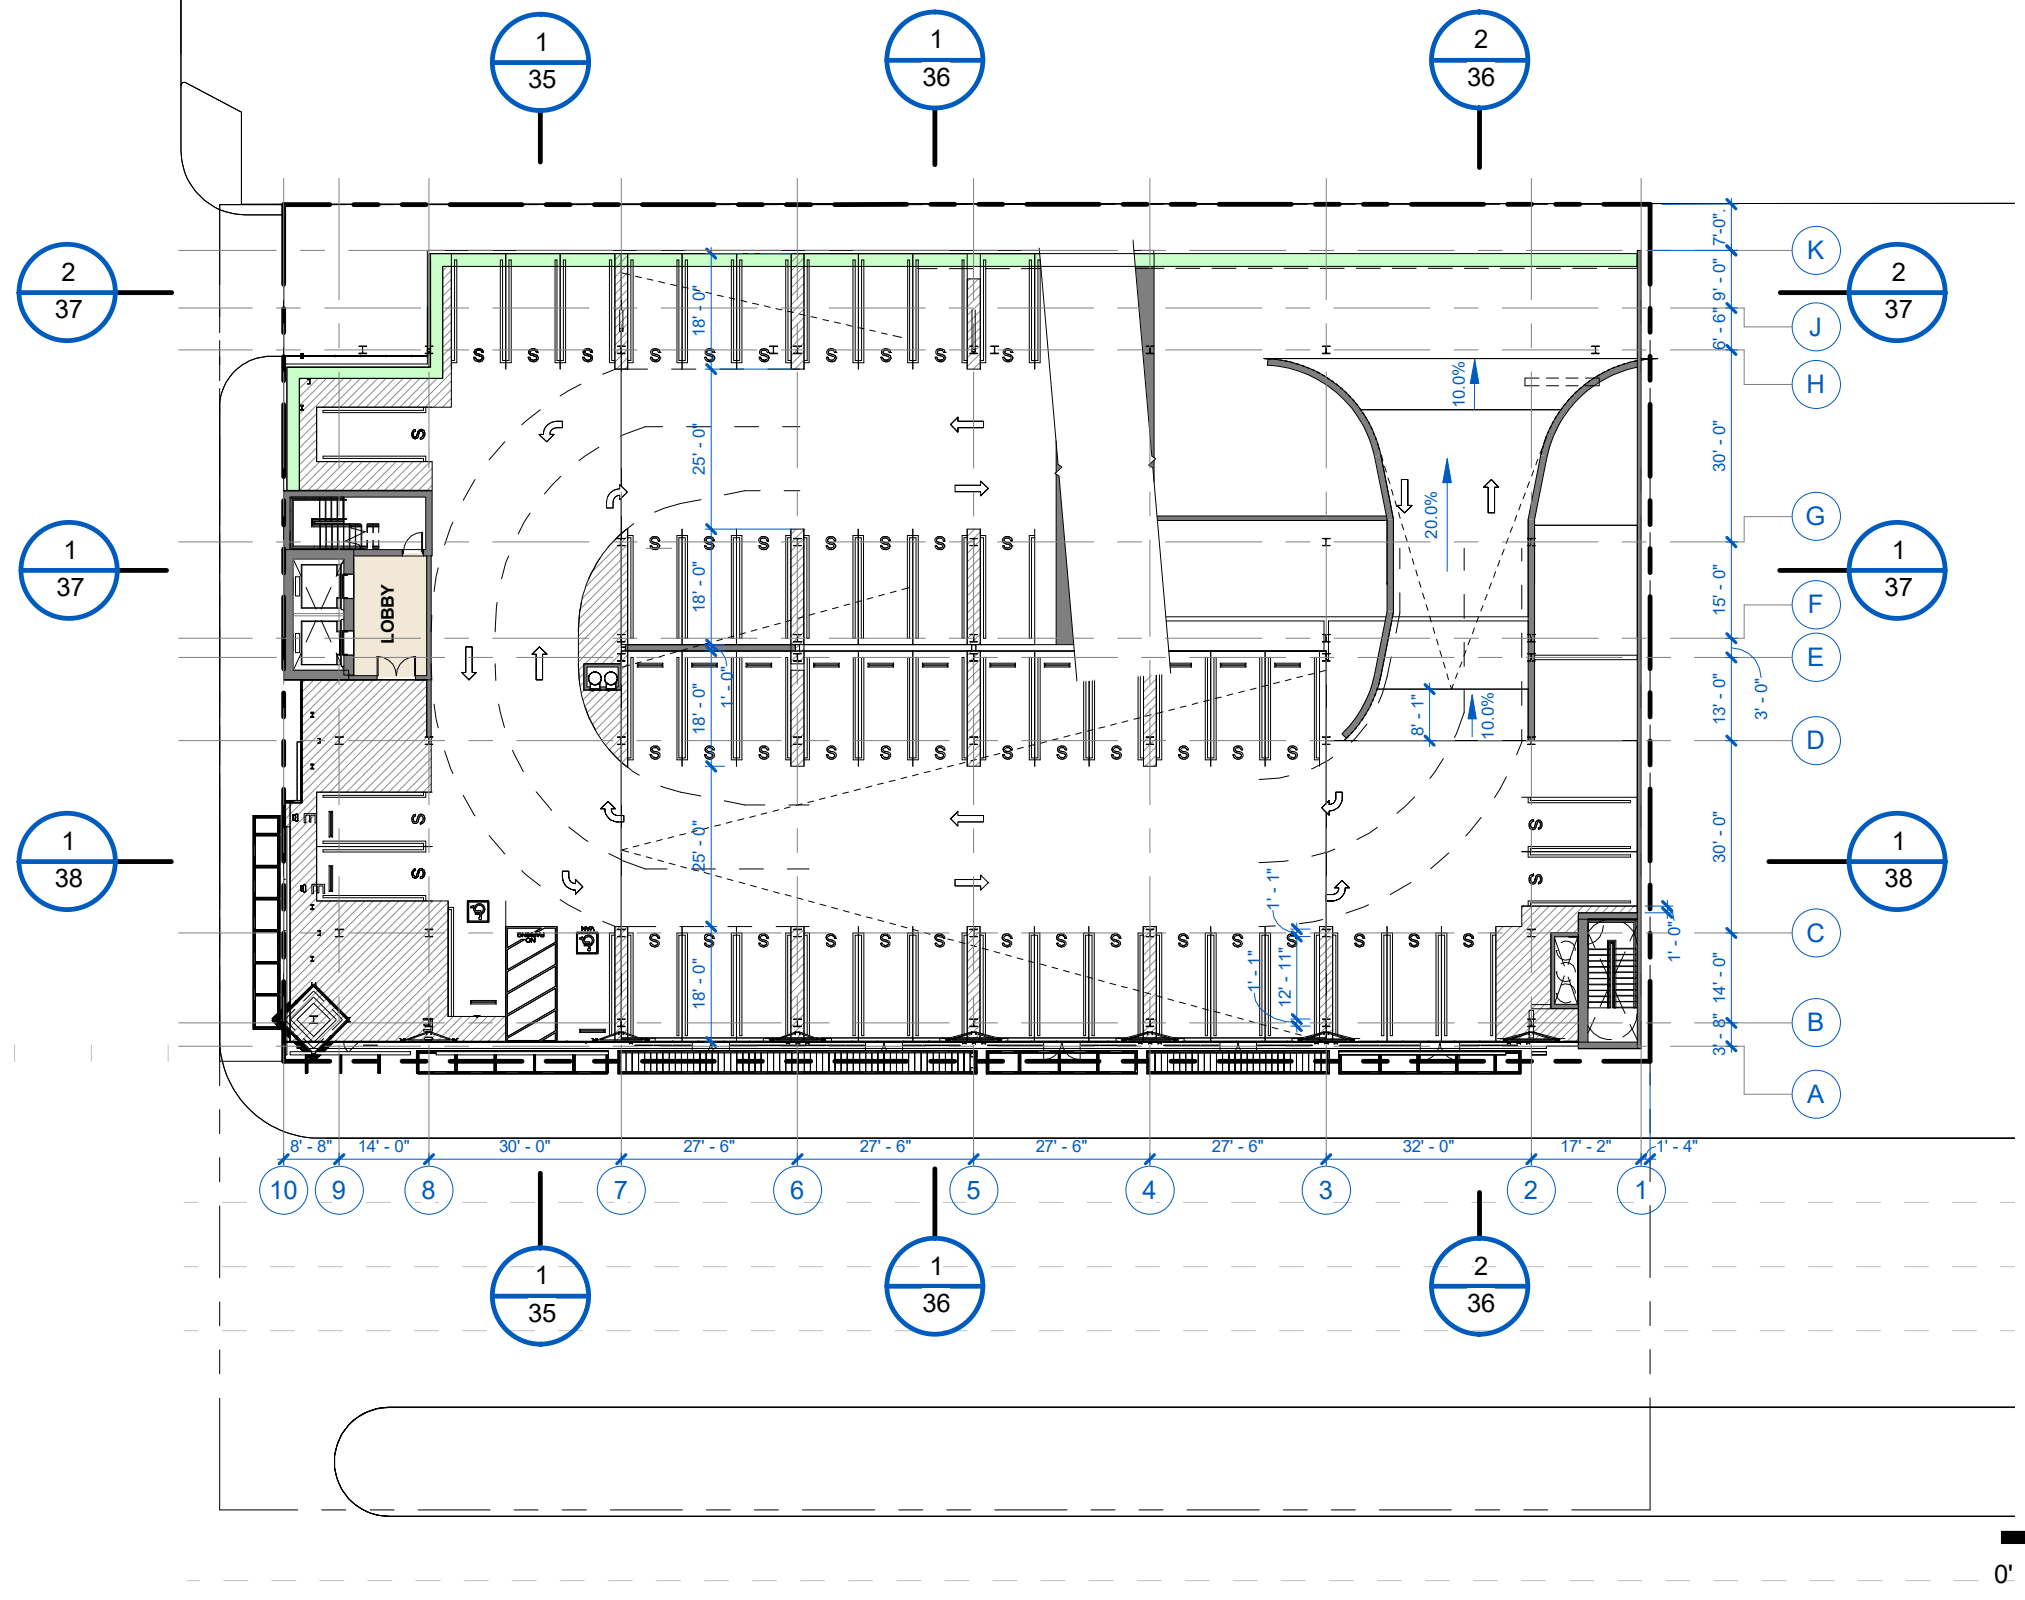 1
35
1
36
2
36
7'-0"
K
2
37
2
37
9' - 0"
J
6' - 6"
18' - 0"
S S S S S S S S S S
H
10.0%
S
25' - 0"
30' - 0"
20.0%
G
S S S S S S S
1
37
1
37
LOBBY
18' - 0"
15' - 0"
F
E
1' - 0"
3' - 0"
18' - 0"
8' - 1"
10.0%
13' - 0"
D
S S S S S S S S S S S S
1
38
1
38
S
S
25' - 0"
30' - 0"
S
S
1' - 1"
NO PARKING
VAN
S S S S S S S S S S S S S S S
C
1' - 0"
18' - 0"
1' - 1"
12' - 11"
14' - 0"
B
3' - 8"
A
8' - 8" 14' - 0" 30' - 0" 27' - 6" 27' - 6" 27' - 6" 27' - 6" 32' - 0" 17' - 2" 1' - 4"
10 9 8 7 6 5 4 3 2 1
1
35
1
36
2
36
0'